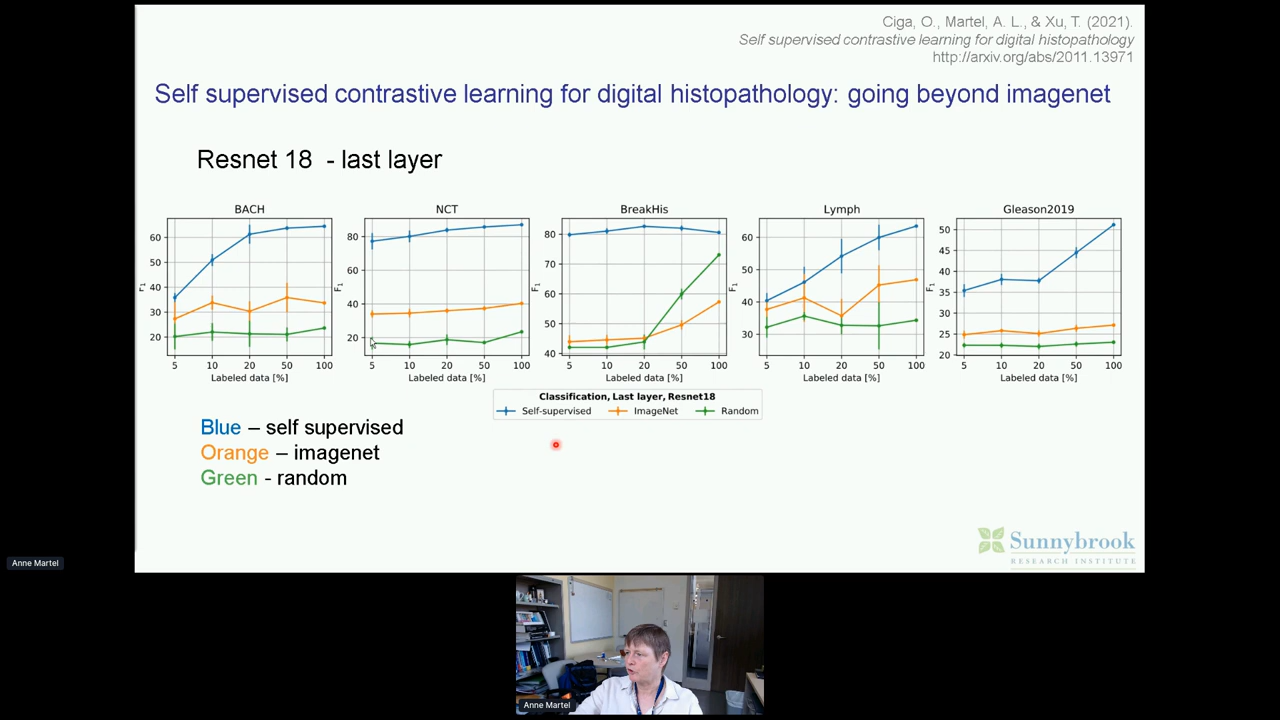 Ciga, O., Martel, A. L., & Xu, T. (2021).
Self supervised contrastive learning for digital histopathology
http://arxiv.org/abs/2011.13971
Self supervised contrastive learning for digital histopathology: going beyond imagenet
Resnet 18 - last layer
BACH
NCT
BreakHis
Lymph
Gleason2019
F1
60
50
40
30
20
5 10 20 50 100
Labeled data [%]
F1
80
60
40
20
5 10 20 50 100
Labeled data [%]
F1
80
70
60
50
40
5 10 20 50 100
Labeled data [%]
F1
60
50
40
30
5 10 20 50 100
Labeled data [%]
F1
50
45
40
35
30
25
20
5 10 20 50 100
Labeled data [%]
Classification, Last layer, Resnet18
Self-supervised ImageNet Random
Blue – self supervised
Orange – imagenet
Green - random
Sunnybrook
RESEARCH INSTITUTE
Anne Martel
Anne Martel